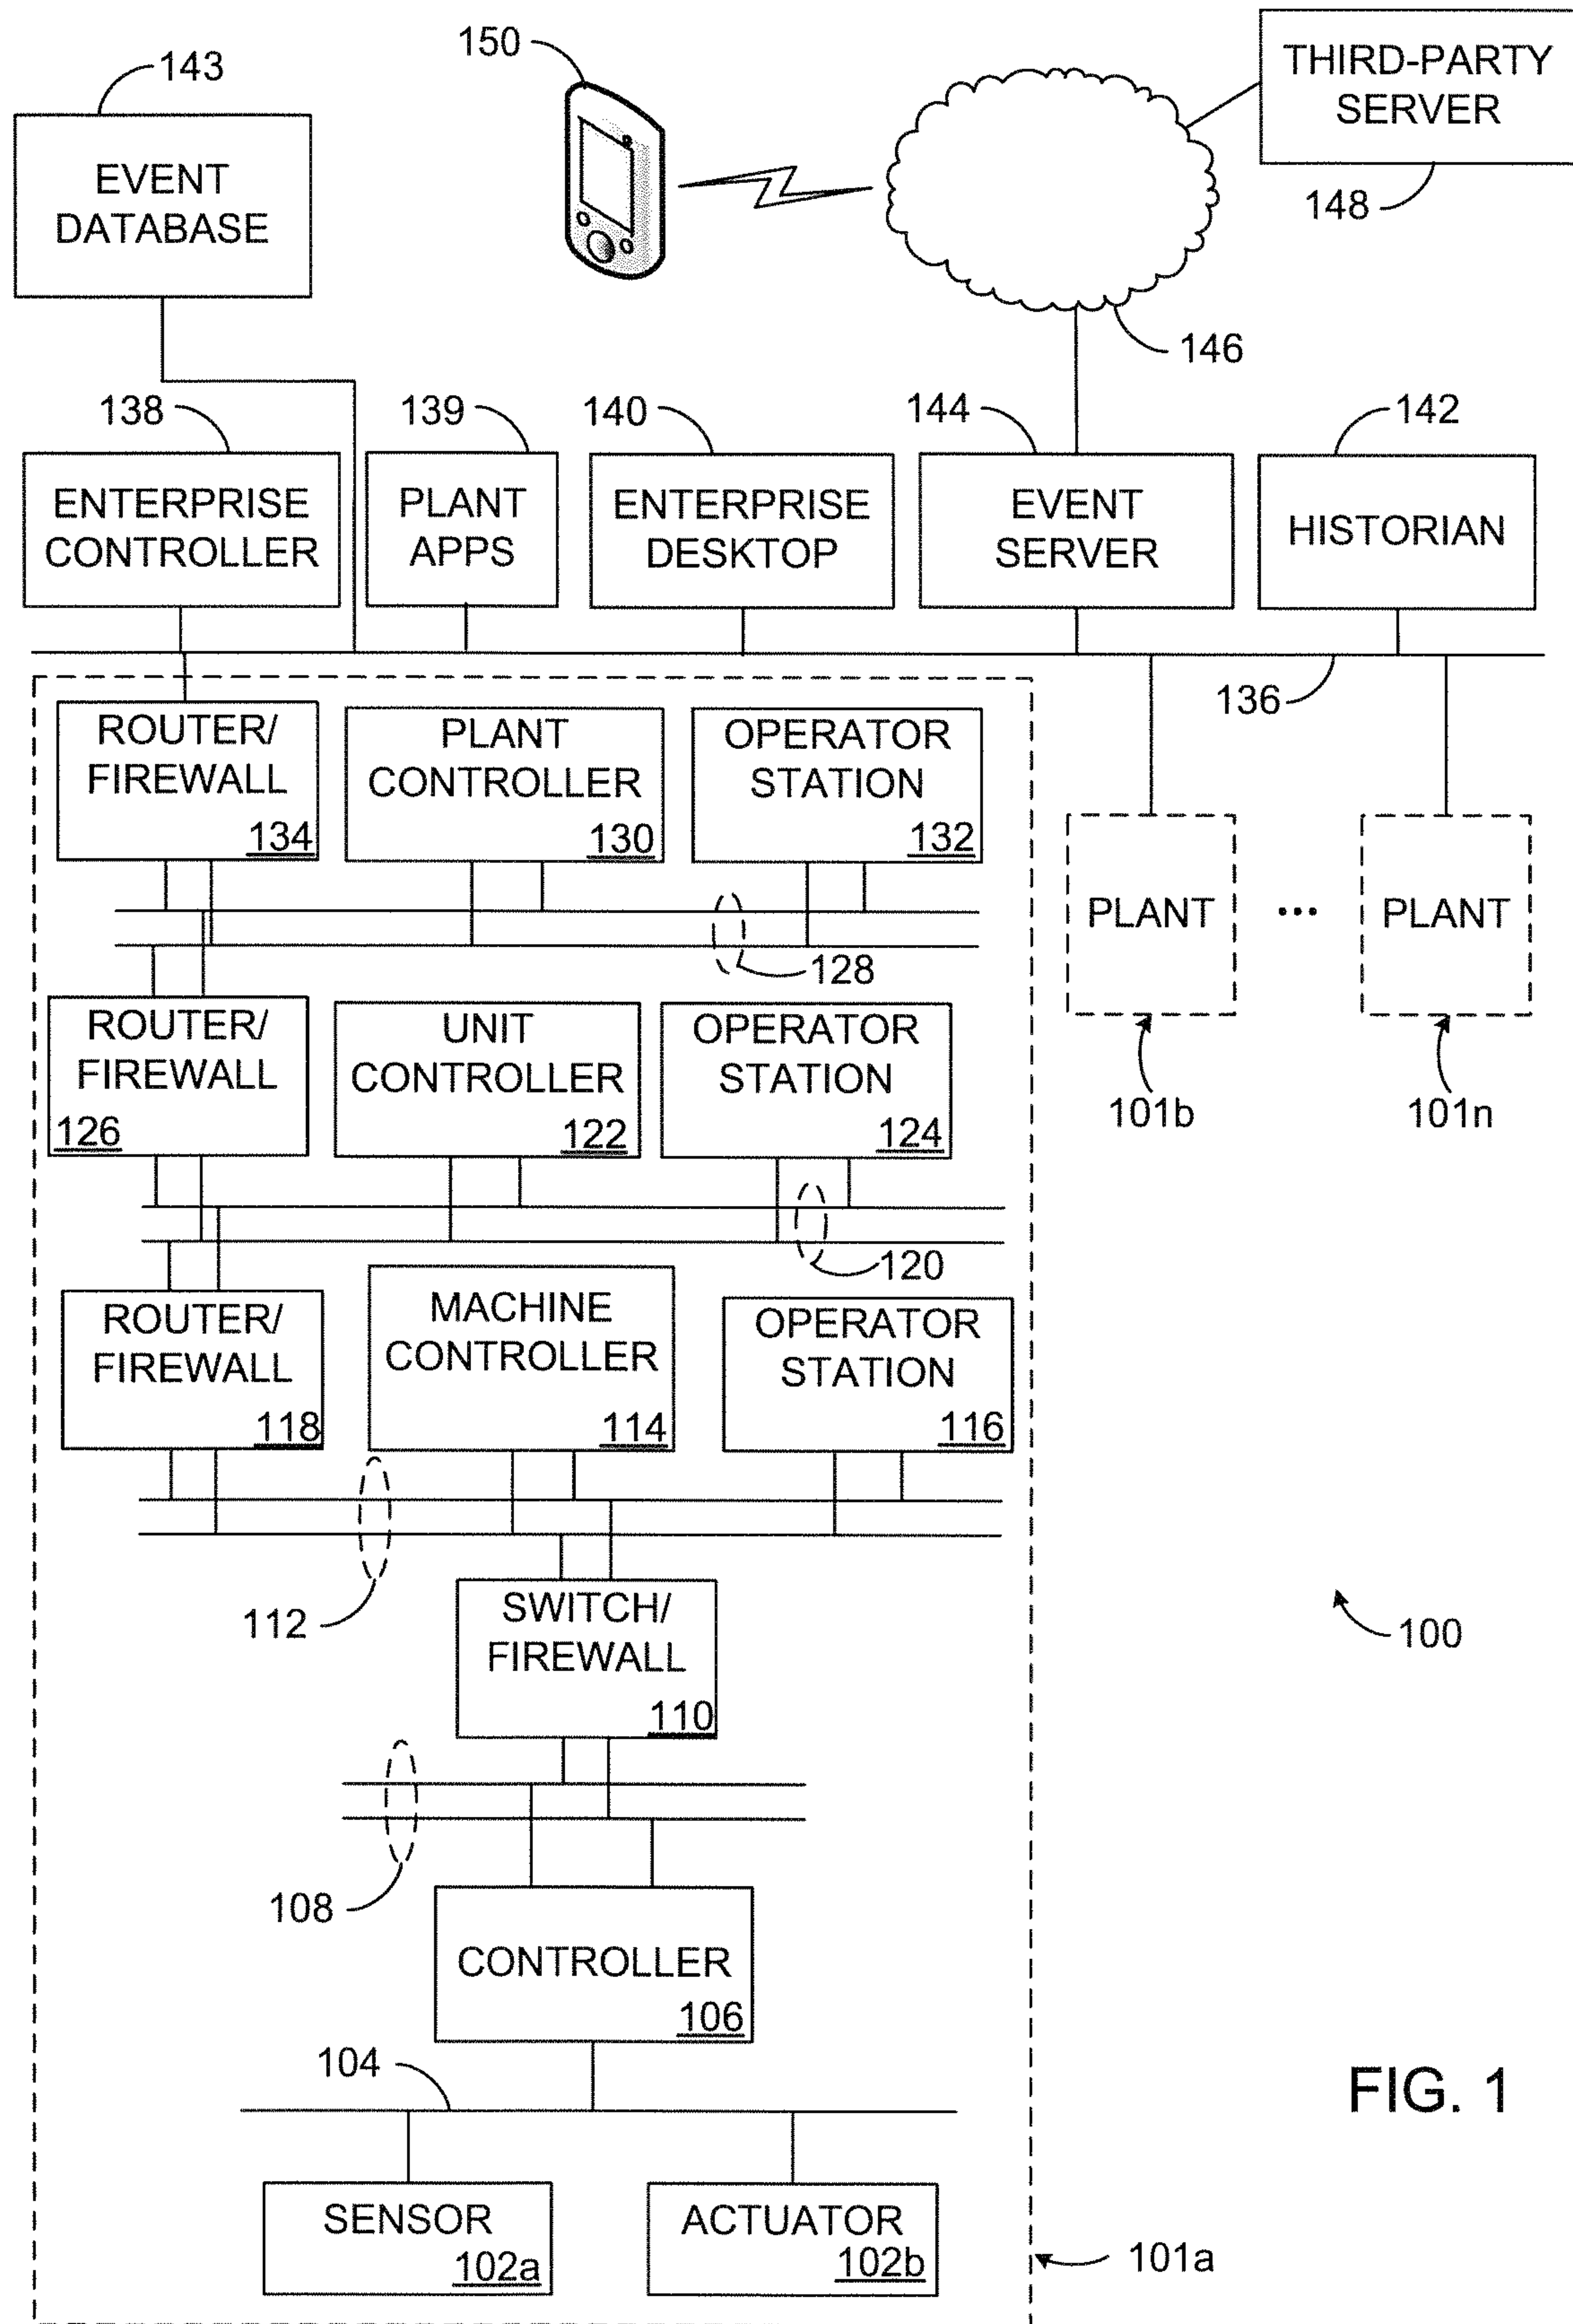 150
THIRD-PARTY
SERVER
148
143
EVENT
DATABASE
146
138
139
140
144
142
ENTERPRISE
CONTROLLER
PLANT
APPS
ENTERPRISE
DESKTOP
EVENT
SERVER
HISTORIAN
136
ROUTER/
FIREWALL
134
PLANT
CONTROLLER
130
OPERATOR
STATION
132
128
PLANT
...
PLANT
101b
101n
ROUTER/
FIREWALL
126
UNIT
CONTROLLER
122
OPERATOR
STATION
124
120
ROUTER/
FIREWALL
118
MACHINE
CONTROLLER
114
OPERATOR
STATION
116
112
SWITCH/
FIREWALL
110
100
108
CONTROLLER
106
104
SENSOR
102a
ACTUATOR
102b
101a
FIG. 1